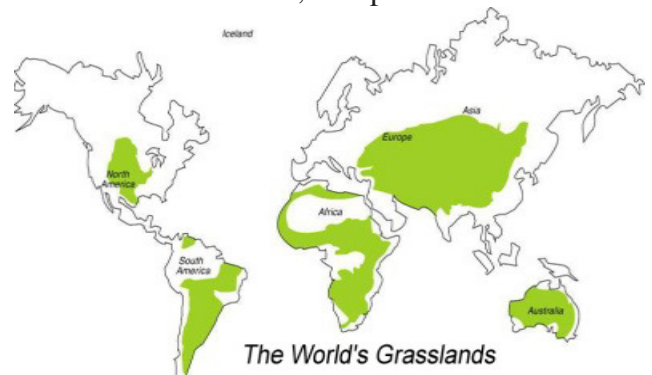 Iceland
Asia
Europe
North
America
Africa
South
America
Australia
The World's Grasslands